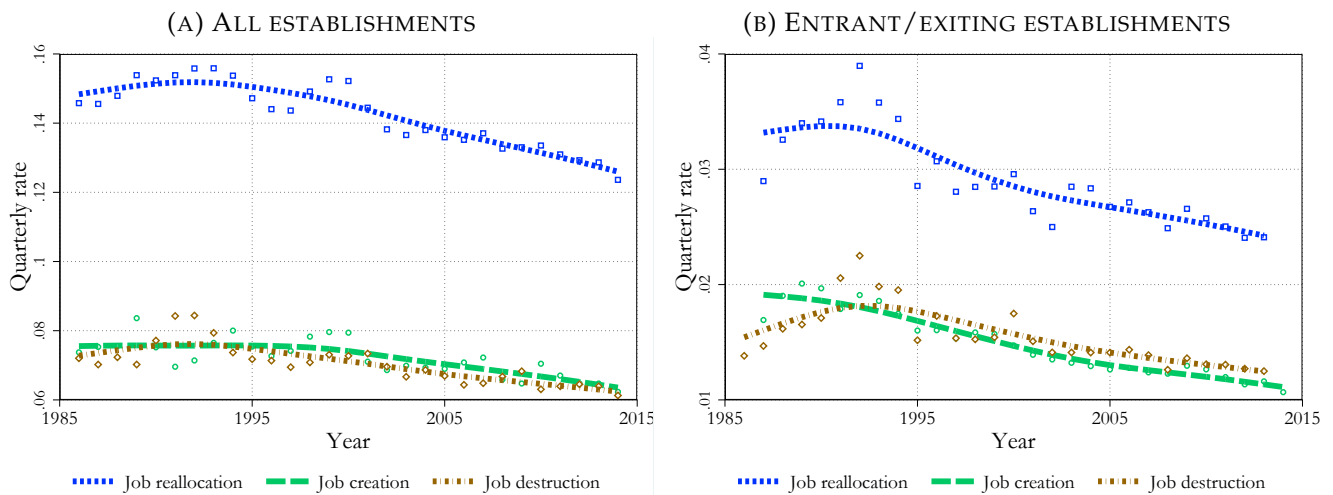 (A) ALL ESTABLISHMENTS
.16
.14
.12
.1
.08
.06
Quarterly rate
1985
1995
2005
2015
Year
Job reallocation
Job creation
Job destruction
(B) ENTRANT/EXITING ESTABLISHMENTS
.04
.03
.02
.01
Quarterly rate
1985
1995
2005
2015
Year
Job reallocation
Job creation
Job destruction